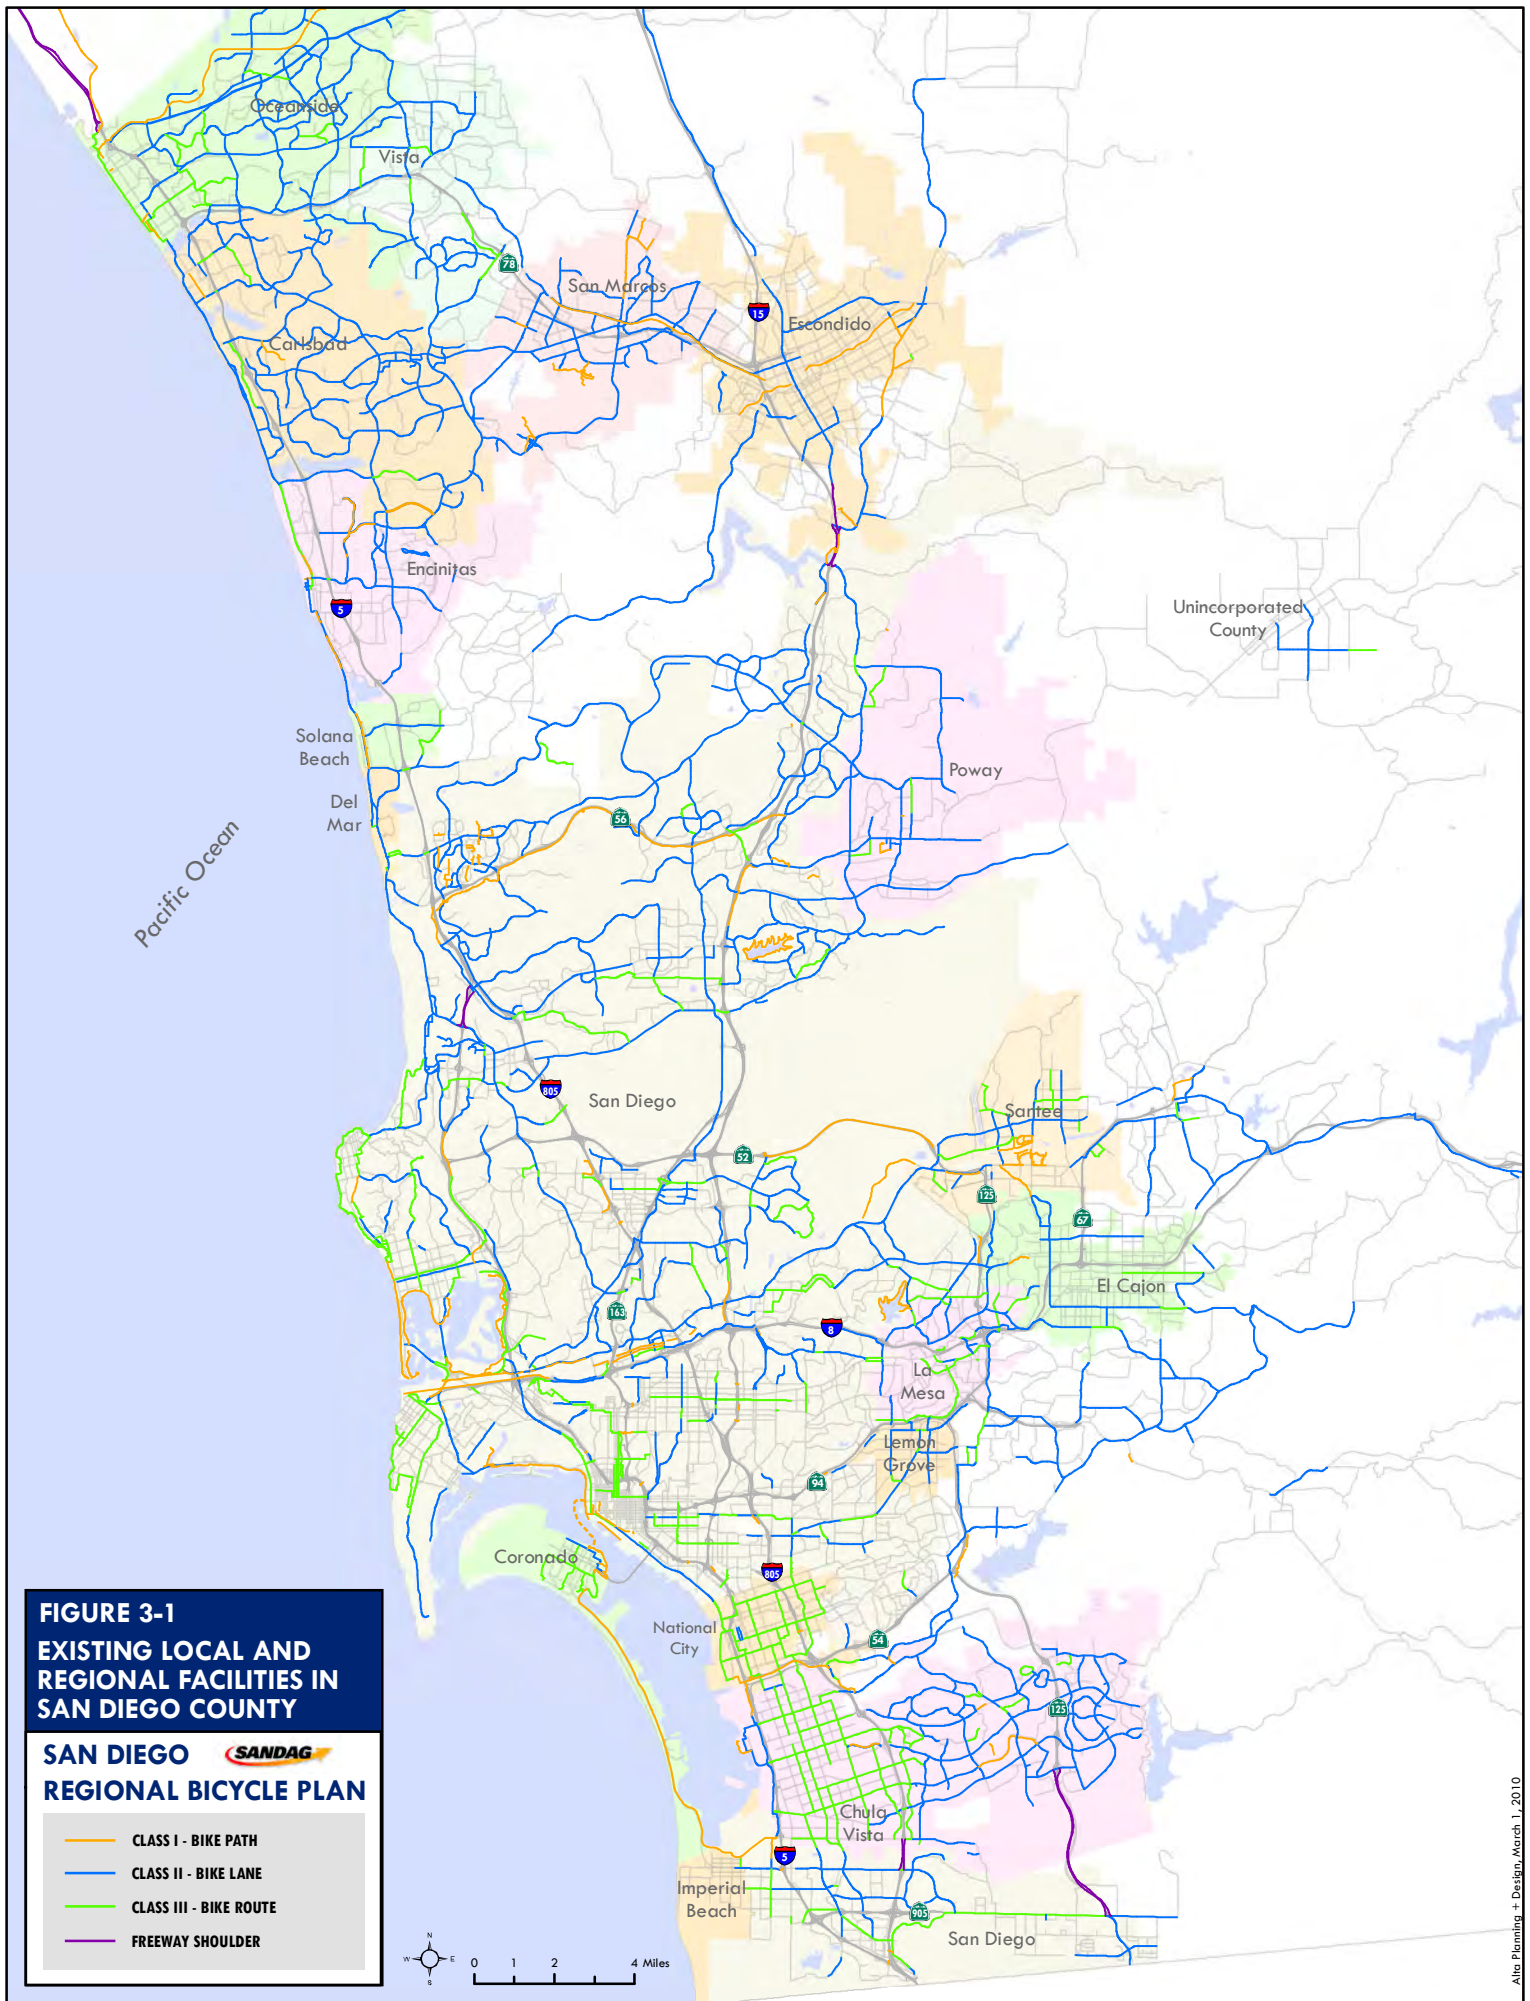 Oceanside
Vista
78
San Marcos
15
Escondido
Carlsbad
Encinitas
5
Unincorporated
County
Solana
Beach
Del
Mar
Poway
56
Pacific Ocean
805
San Diego
Santee
52
125
67
El Cajon
163
8
La
Mesa
Lemon
Grove
94
Coronado
805
National
City
54
125
Chula
Vista
5
Imperial
Beach
905
San Diego
FIGURE 3-1
EXISTING LOCAL AND
REGIONAL FACILITIES IN
SAN DIEGO COUNTY
SAN DIEGO SANDAG
REGIONAL BICYCLE PLAN
CLASS I - BIKE PATH
CLASS II - BIKE LANE
CLASS III - BIKE ROUTE
FREEWAY SHOULDER
N
W E
S
0 1 2 4 Miles
Alta Planning + Design, March 1, 2010